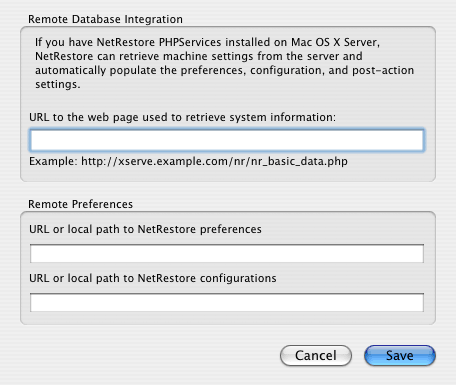 Remote Database Integration
If you have NetRestore PHPServices installed on Mac OS X Server,
NetRestore can retrieve machine settings from the server and
automatically populate the preferences, configuration, and post-action
settings.
URL to the web page used to retrieve system information:
Example: http://xserve.example.com/nr/nr_basic_data.php
Remote Preferences
URL or local path to NetRestore preferences
URL or local path to NetRestore configurations
Cancel Save